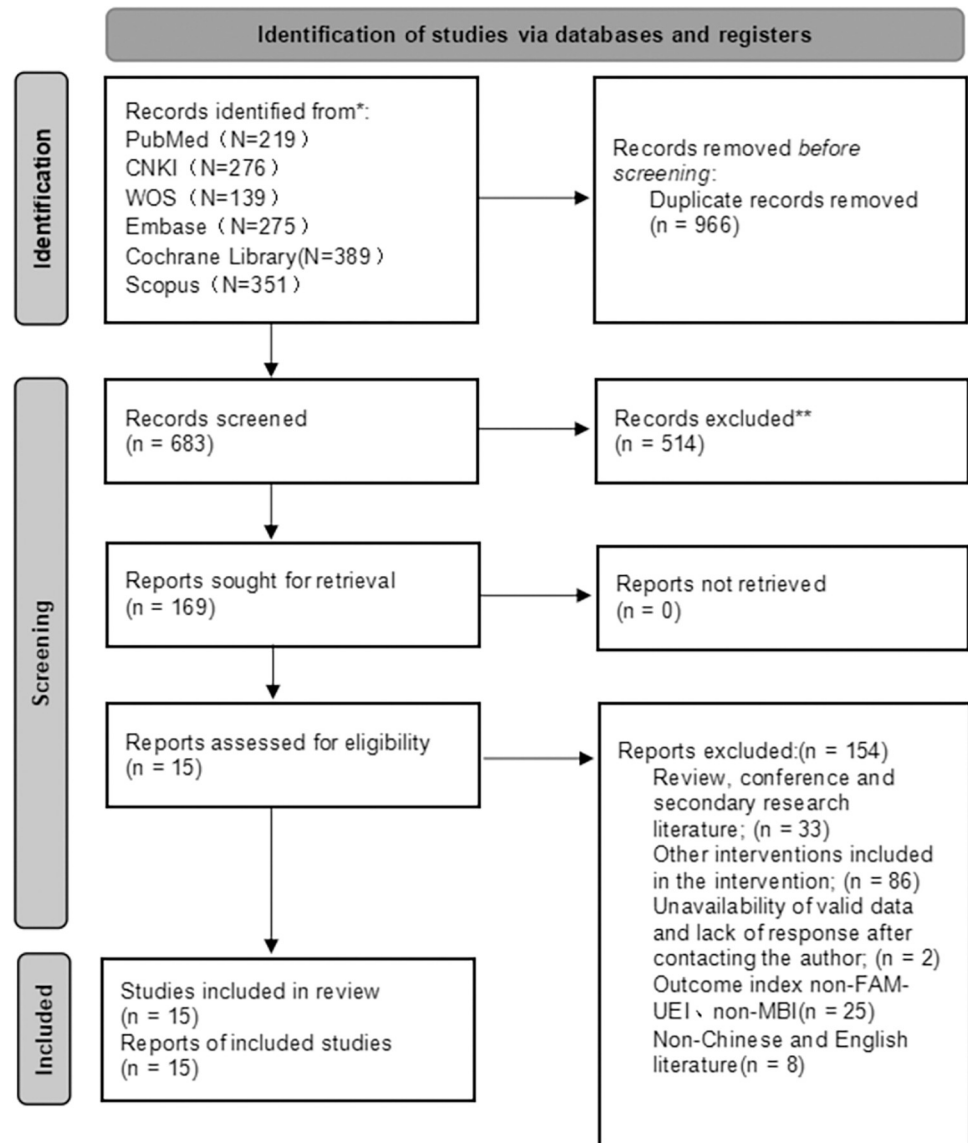 Identification of studies via databases and registers
Identification
Records identified from*:
PubMed（N=219）
CNKI（N=276）
WOS（N=139）
Embase（N=275）
Cochrane Library(N=389）
Scopus（N=351）
Records removed before
screening:
Duplicate records removed
(n = 966)
Screening
Records screened
(n = 683)
Records excluded**
(n = 514)
Reports sought for retrieval
(n = 169)
Reports not retrieved
(n = 0)
Reports assessed for eligibility
(n = 15)
Reports excluded:(n = 154)
Review, conference and
secondary research
literature; (n = 33)
Other interventions included
in the intervention; (n = 86)
Unavailability of valid data
and lack of response after
contacting the author; (n = 2)
Outcome index non-FAM-
UEI、non-MBI(n = 25)
Non-Chinese and English
literature(n = 8)
Included
Studies included in review
(n = 15)
Reports of included studies
(n = 15)